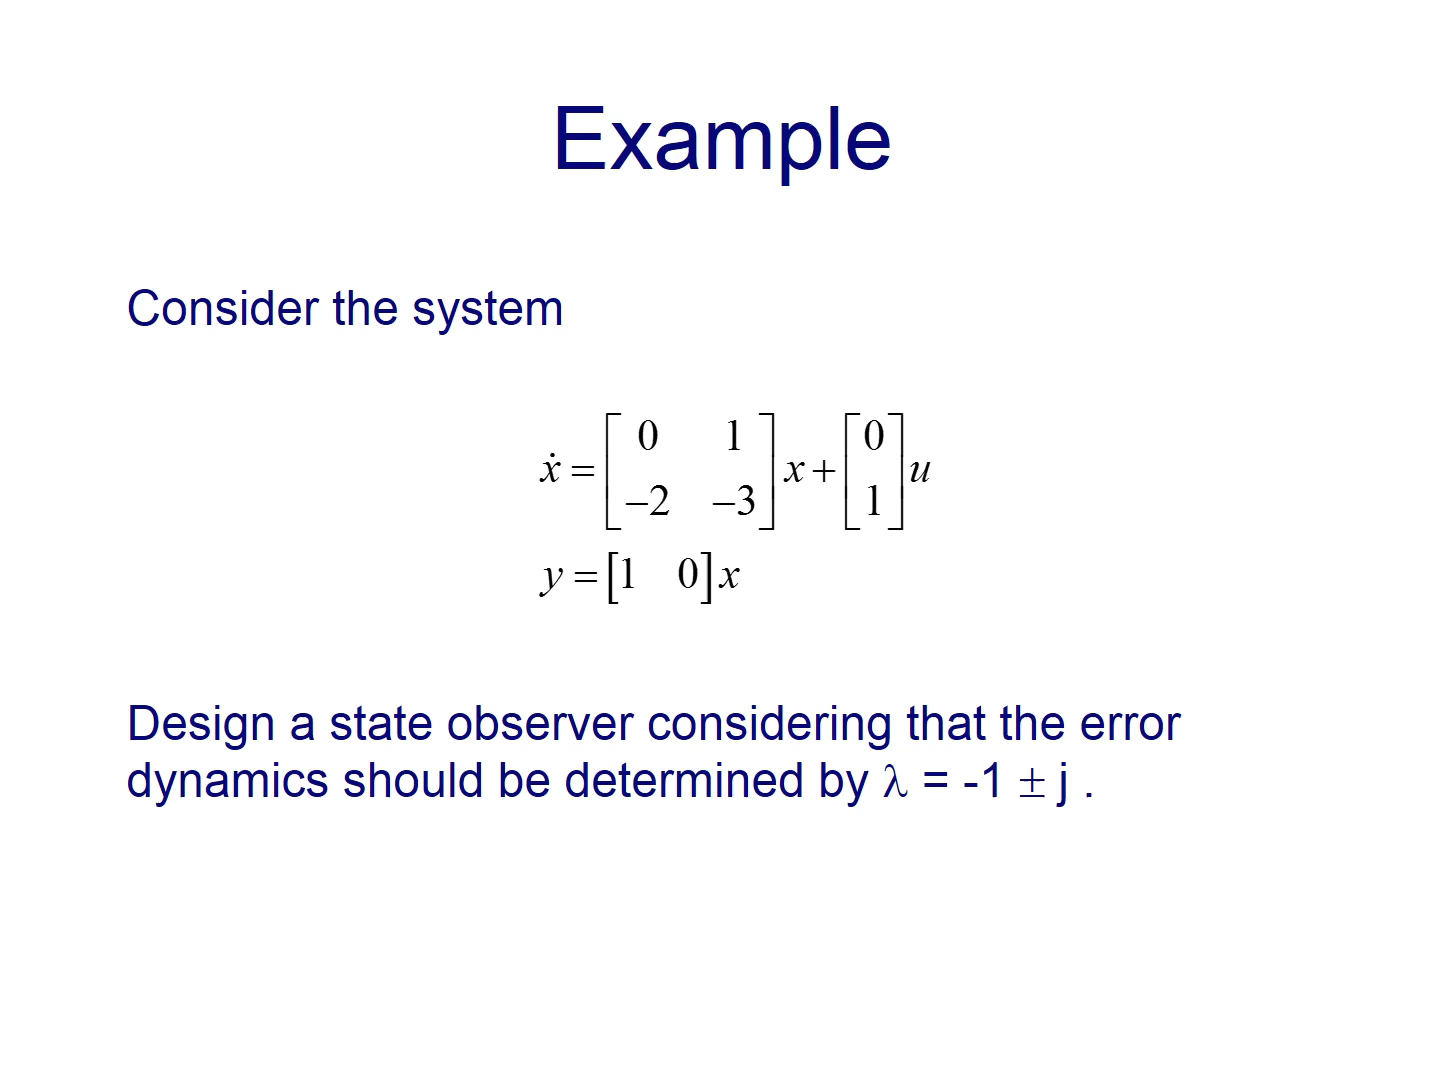 Example
Consider the system
ẋ = [0 1; −2 −3] x + [0; 1] u
y = [1 0] x
Design a state observer considering that the error
dynamics should be determined by λ = -1 ± j .